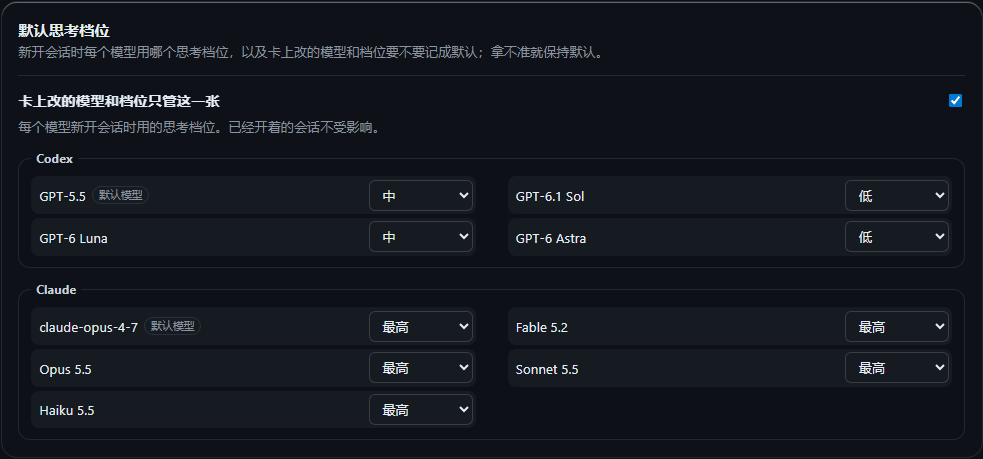 默认思考档位
新开会话时每个模型用哪个思考档位，以及卡上改的模型和档位要不要记成默认；拿不准就保持默认。
卡上改的模型和档位只管这一张
每个模型新开会话时用的思考档位。已经开着的会话不受影响。
Codex
GPT-5.5 默认模型 中
GPT-6.1 Sol 低
GPT-6 Luna 中
GPT-6 Astra 低
Claude
claude-opus-4-7 默认模型 最高
Fable 5.2 最高
Opus 5.5 最高
Sonnet 5.5 最高
Haiku 5.5 最高